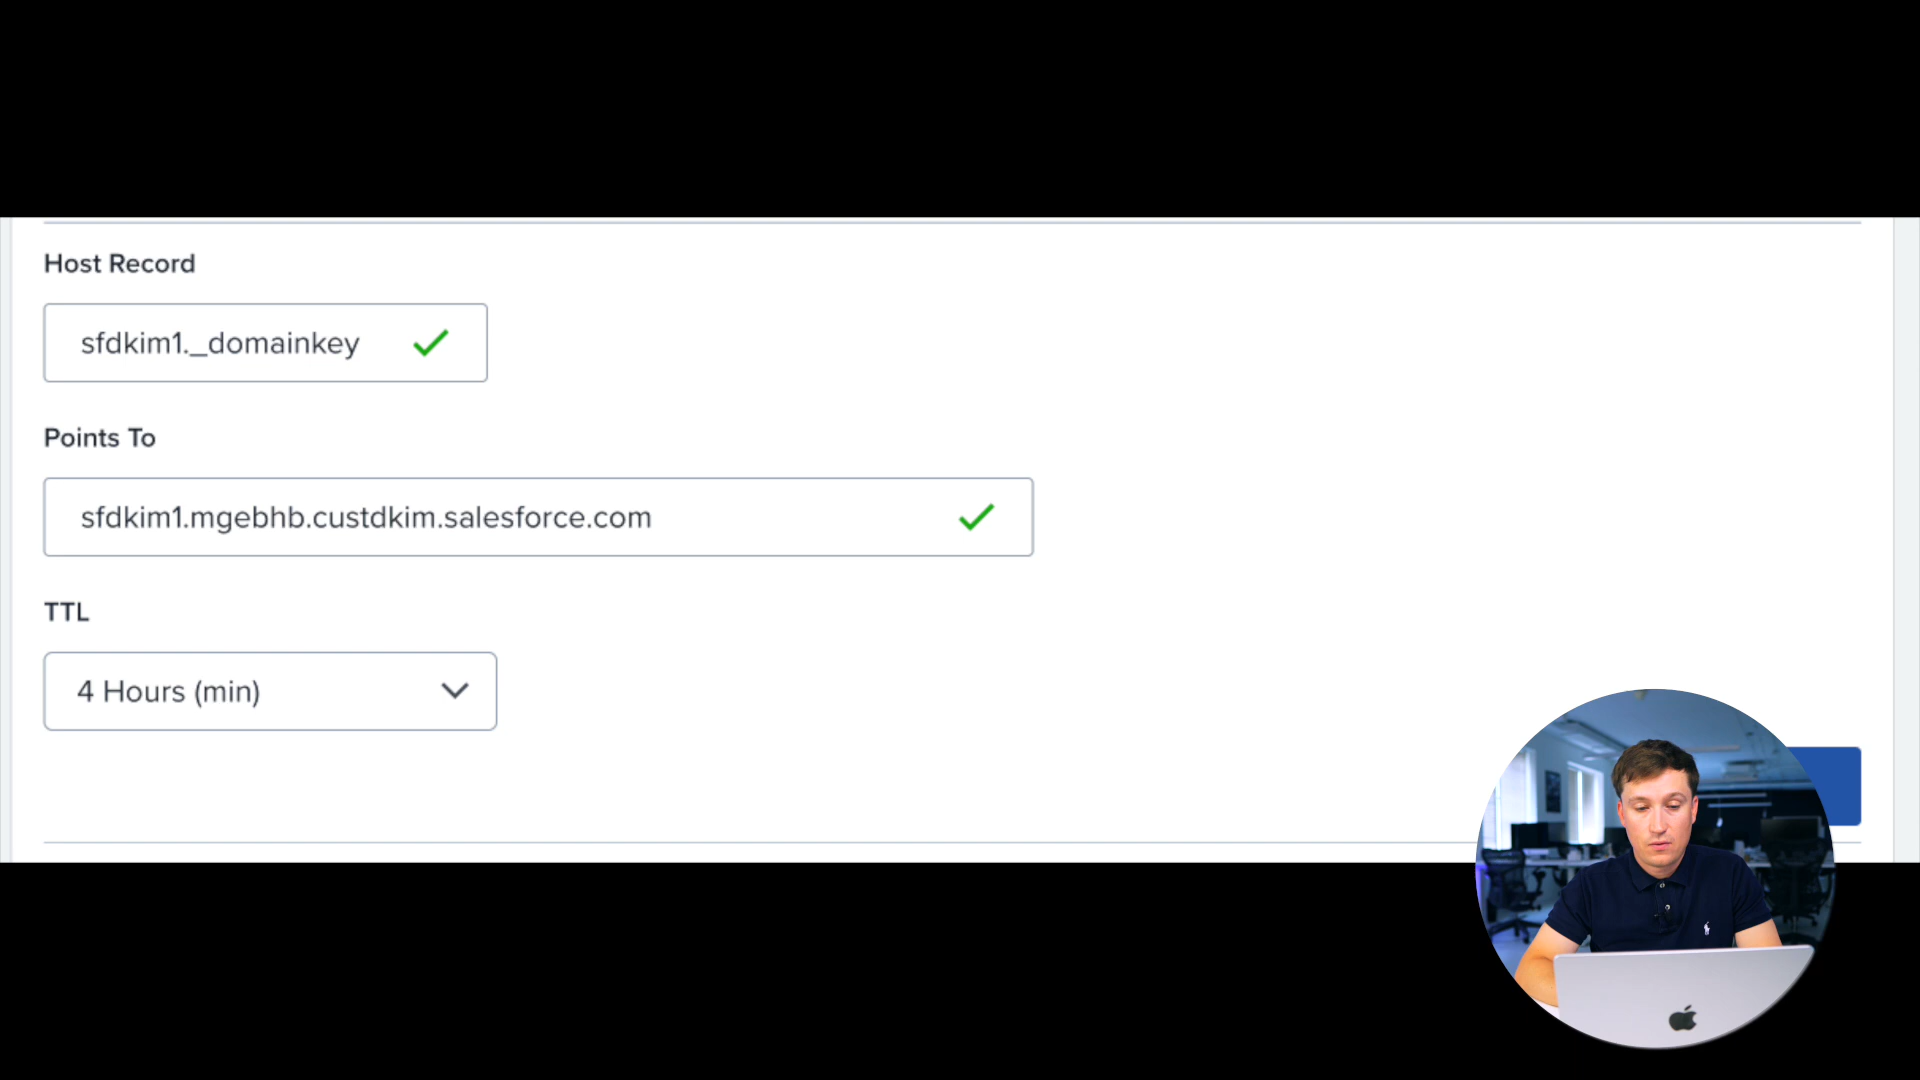 Host Record
sfdkim1._domainkey
Points To
sfdkim1.mgebhb.custdkim.salesforce.com
TTL
4 Hours (min)